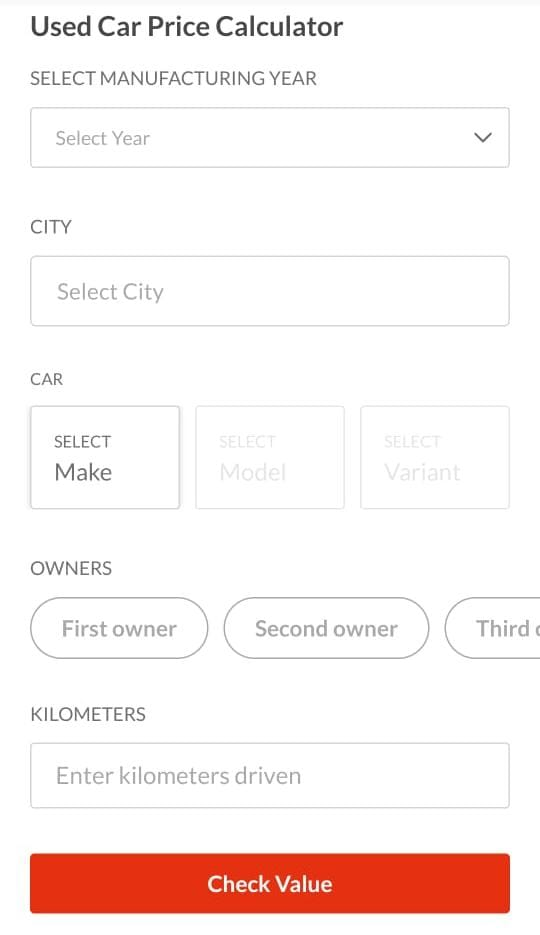 Used Car Price Calculator
SELECT MANUFACTURING YEAR
Select Year
CITY
Select City
CAR
SELECT SELECT SELECT
Make Model Variant
OWNERS
First owner Second owner Third
KILOMETERS
Enter kilometers driven
Check Value